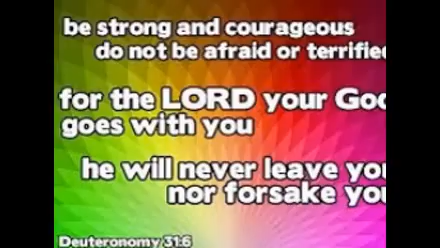 be strong and courageous
do not be afraid or terrified
for the LORD your God
goes with you
he will never leave you
nor forsake you
Deuteronomy 31:6